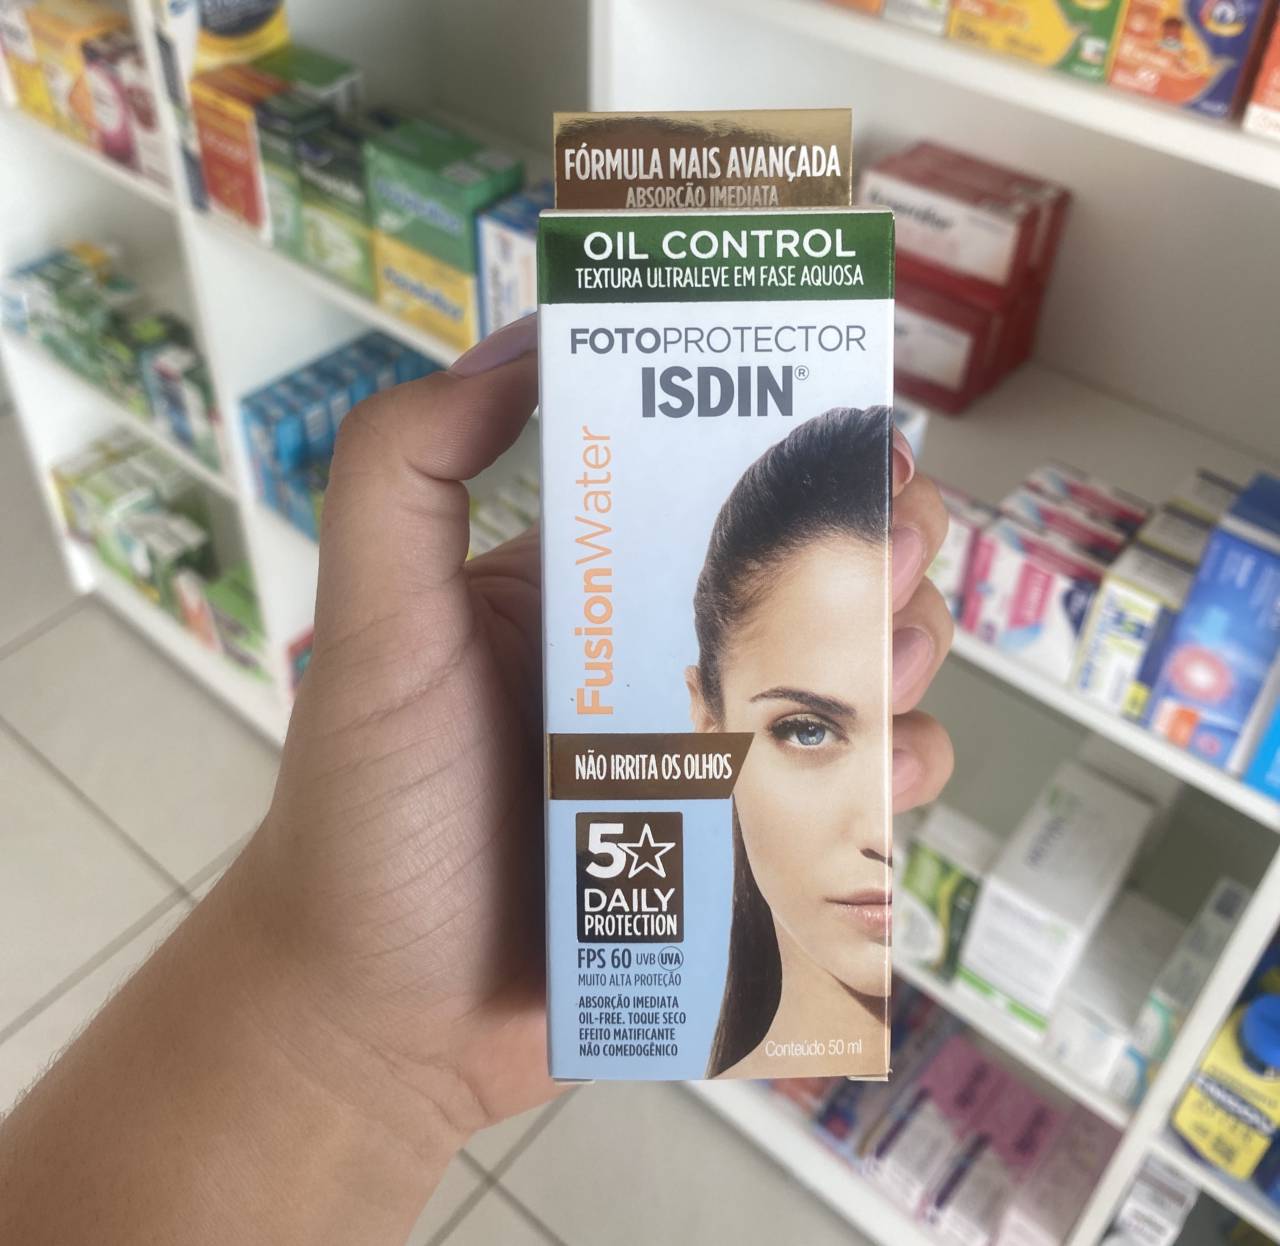 FÓRMULA MAIS AVANÇADA
ABSORÇÃO IMEDIATA
OIL CONTROL
TEXTURA ULTRALEVE EM FASE AQUOSA
FOTOPROTECTOR
ISDIN®
FusionWater
NÃO IRRITA OS OLHOS
5
DAILY
PROTECTION
FPS 60 UVB UVA
MUITO ALTA PROTEÇÃO
ABSORÇÃO IMEDIATA
OIL-FREE. TOQUE SECO
EFEITO MATIFICANTE
NÃO COMEDOGÊNICO
Conteúdo 50 ml